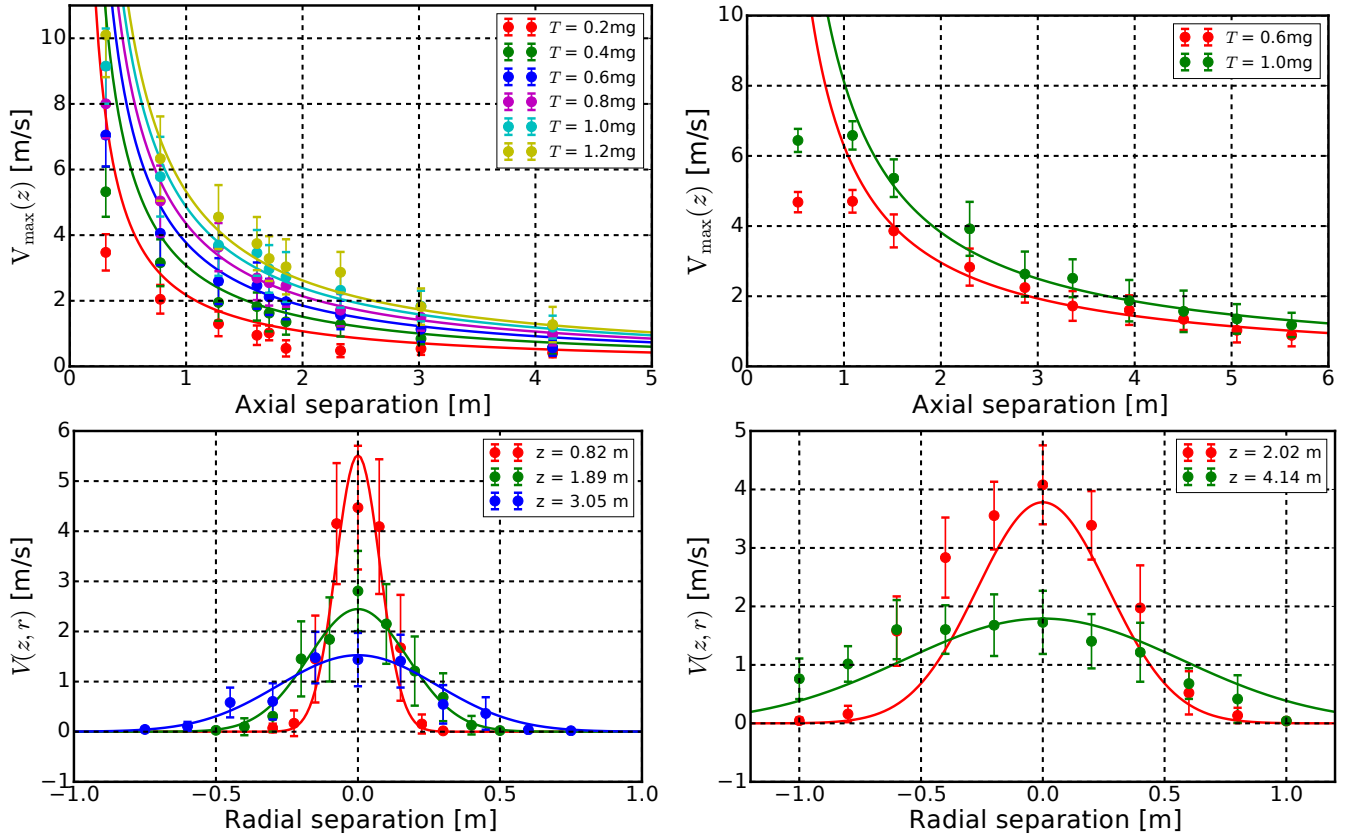 10
8
6
4
2
0
V_max(z) [m/s]
T = 0.2mg
T = 0.4mg
T = 0.6mg
T = 0.8mg
T = 1.0mg
T = 1.2mg
0 1 2 3 4 5
Axial separation [m]
10
8
6
4
2
0
V_max(z) [m/s]
T = 0.6mg
T = 1.0mg
0 1 2 3 4 5 6
Axial separation [m]
6
5
4
3
2
1
0
−1
V(z, r) [m/s]
z = 0.82 m
z = 1.89 m
z = 3.05 m
−1.0 −0.5 0.0 0.5 1.0
Radial separation [m]
5
4
3
2
1
0
−1
V(z, r) [m/s]
z = 2.02 m
z = 4.14 m
−1.0 −0.5 0.0 0.5 1.0
Radial separation [m]